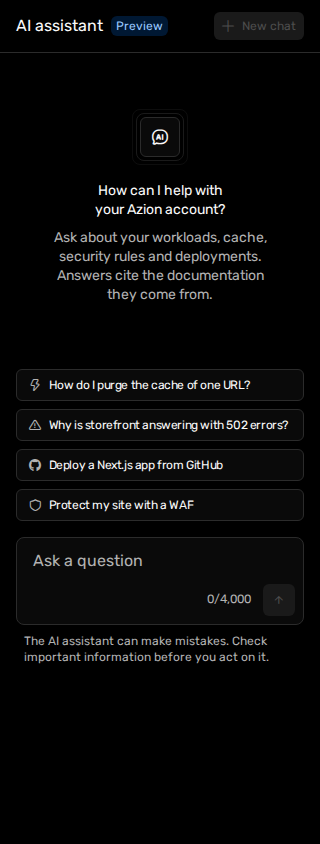 AI assistant Preview New chat
AI
How can I help with
your Azion account?
Ask about your workloads, cache,
security rules and deployments.
Answers cite the documentation
they come from.
How do I purge the cache of one URL?
Why is storefront answering with 502 errors?
Deploy a Next.js app from GitHub
Protect my site with a WAF
Ask a question
0/4,000
The AI assistant can make mistakes. Check
important information before you act on it.